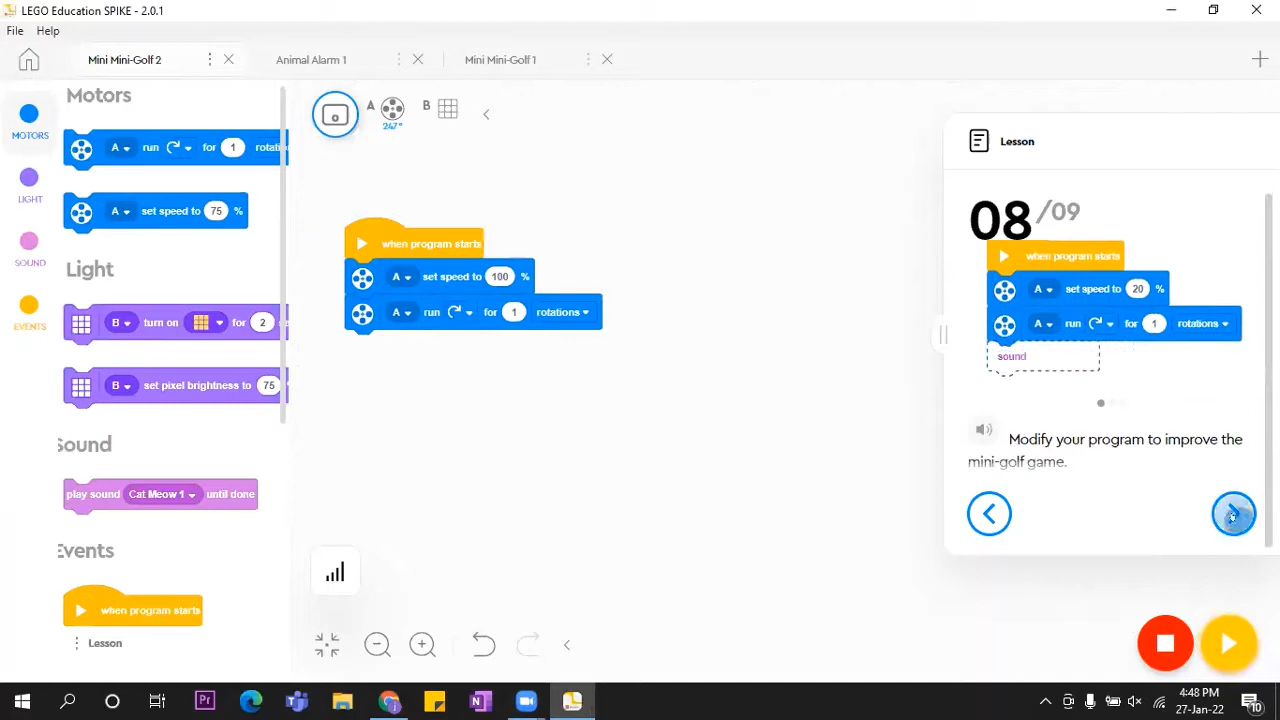 LEGO Education SPIKE - 2.0.1
File Help
Mini Mini-Golf 2
Animal Alarm 1
Mini Mini-Golf 1
MOTORS
LIGHT
SOUND
EVENTS
Motors
A run for 1 rotati
A set speed to 75 %
Light
B turn on for 2 s
B set pixel brightness to 75
Sound
play sound Cat Meow 1 until done
Events
when program starts
Lesson
A 247°
B
when program starts
A set speed to 100 %
A run for 1 rotations
Lesson
08 /09
when program starts
A set speed to 20 %
A run for 1 rotations
sound
Modify your program to improve the
mini-golf game.
Pr
N
4:48 PM
27-Jan-22
10